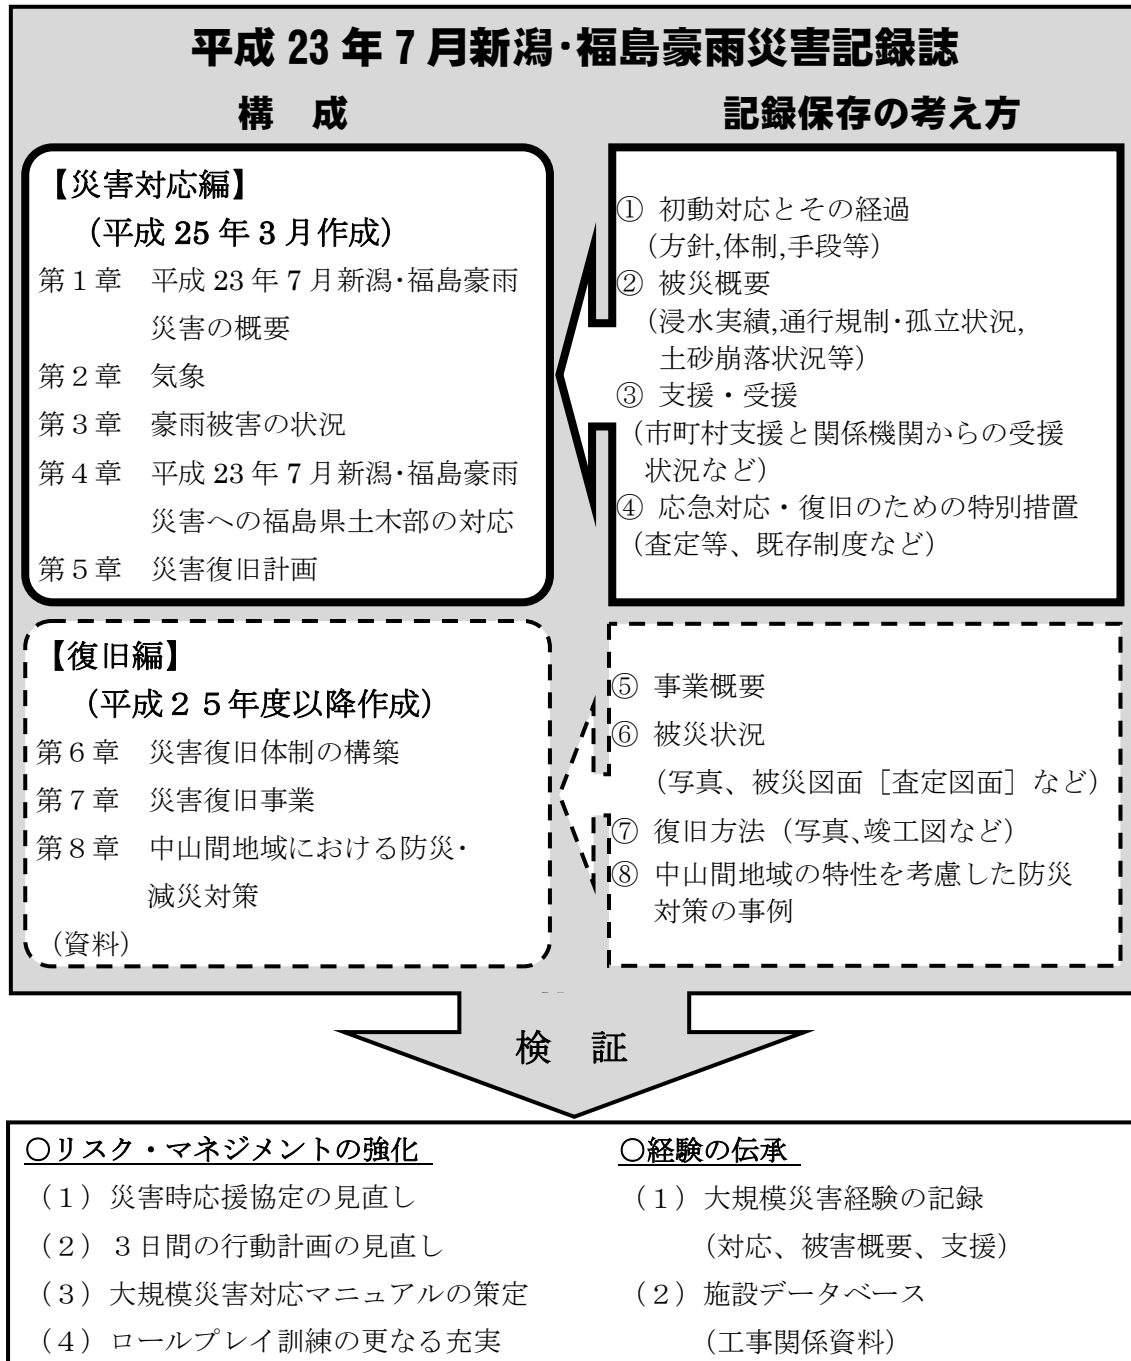 平成 23 年 7 月新潟･福島豪雨災害記録誌
構　成
【災害対応編】
（平成 25 年 3 月作成）
第１章　平成 23 年 7 月新潟･福島豪雨
災害の概要
第２章　気象
第３章　豪雨被害の状況
第４章　平成 23 年 7 月新潟･福島豪雨
災害への福島県土木部の対応
第５章　災害復旧計画
記録保存の考え方
① 初動対応とその経過
（方針,体制,手段等）
② 被災概要
（浸水実績,通行規制･孤立状況,
土砂崩落状況等）
③ 支援・受援
（市町村支援と関係機関からの受援
状況など）
④ 応急対応・復旧のための特別措置
（査定等、既存制度など）
【復旧編】
（平成２５年度以降作成）
第６章　災害復旧体制の構築
第７章　災害復旧事業
第８章　中山間地域における防災･
減災対策
（資料）
⑤ 事業概要
⑥ 被災状況
（写真、被災図面［査定図面］など）
⑦ 復旧方法（写真、竣工図など）
⑧ 中山間地域の特性を考慮した防災
対策の事例
検　証
○リスク・マネジメントの強化
（１）災害時応援協定の見直し
（２）３日間の行動計画の見直し
（３）大規模災害対応マニュアルの策定
（４）ロールプレイ訓練の更なる充実
○経験の伝承
（１）大規模災害経験の記録
（対応、被害概要、支援）
（２）施設データベース
（工事関係資料）